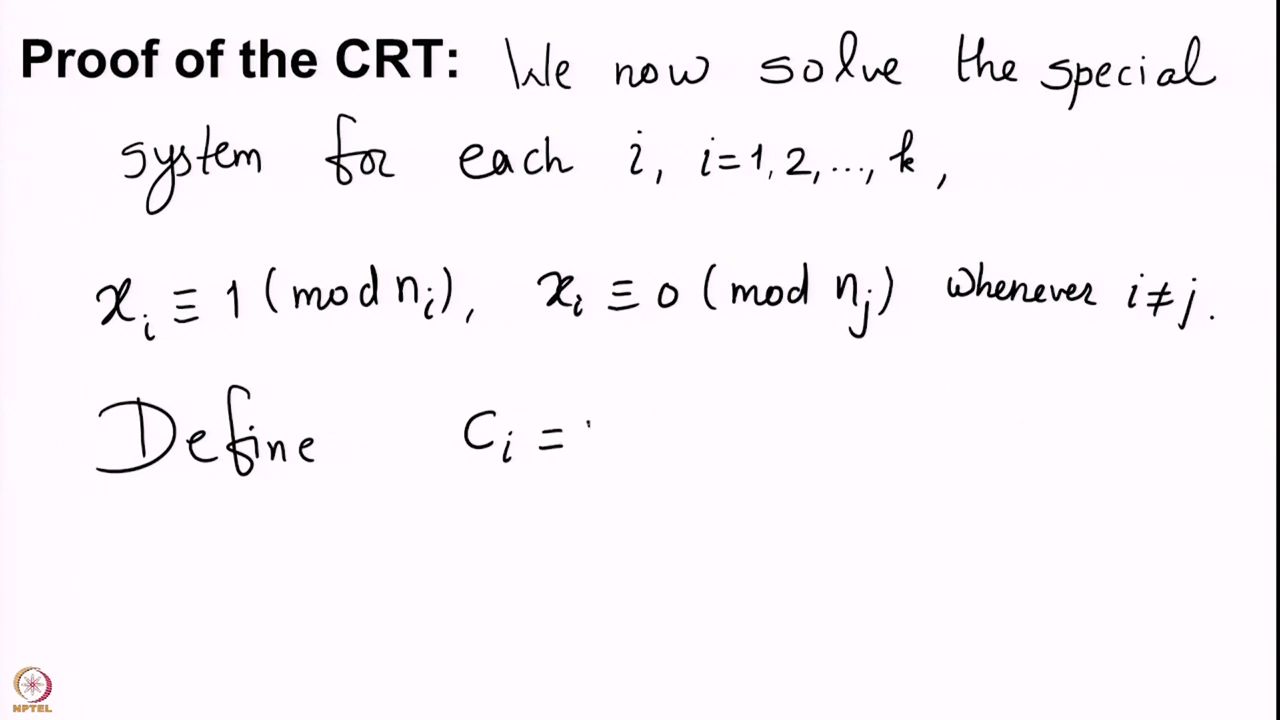 Proof of the CRT: We now solve the special
system for each i, i=1,2,...,k,
x_i ≡ 1 (mod n_i), x_i ≡ 0 (mod n_j) whenever i≠j.
Define C_i =
NPTEL